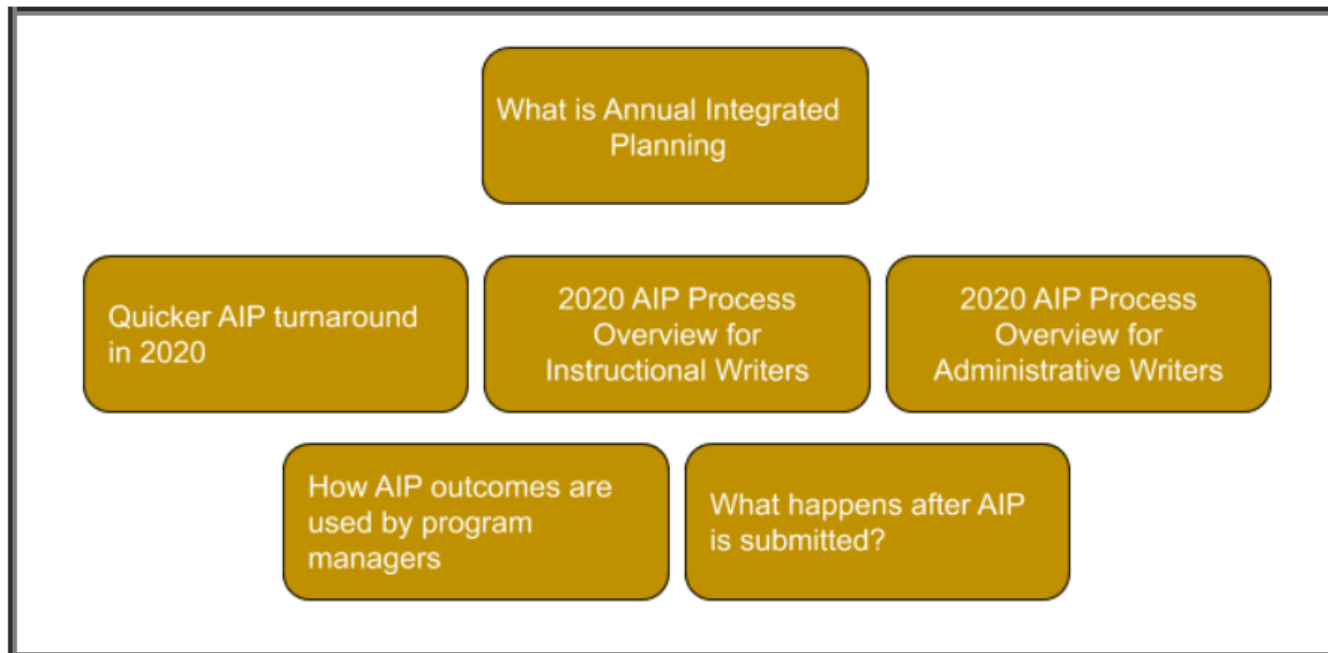 What is Annual Integrated
Planning
Quicker AIP turnaround
in 2020
2020 AIP Process
Overview for
Instructional Writers
2020 AIP Process
Overview for
Administrative Writers
How AIP outcomes are
used by program
managers
What happens after AIP
is submitted?